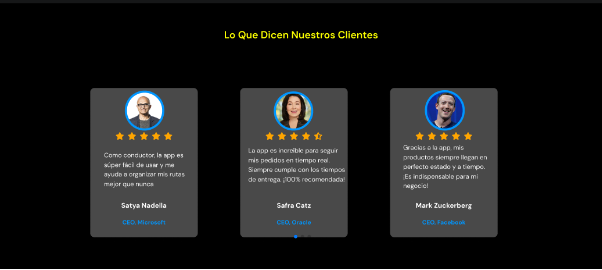 Lo Que Dicen Nuestros Clientes
Como conductor, la app es
súper fácil de usar y me
ayuda a organizar mis rutas
mejor que nunca
Satya Nadella
CEO, Microsoft
La app es increíble para seguir
mis pedidos en tiempo real.
Siempre cumple con los tiempos
de entrega. ¡100% recomendada!
Safra Catz
CEO, Oracle
Gracias a la app, mis
productos siempre llegan en
perfecto estado y a tiempo.
¡Es indispensable para mi
negocio!
Mark Zuckerberg
CEO, Facebook